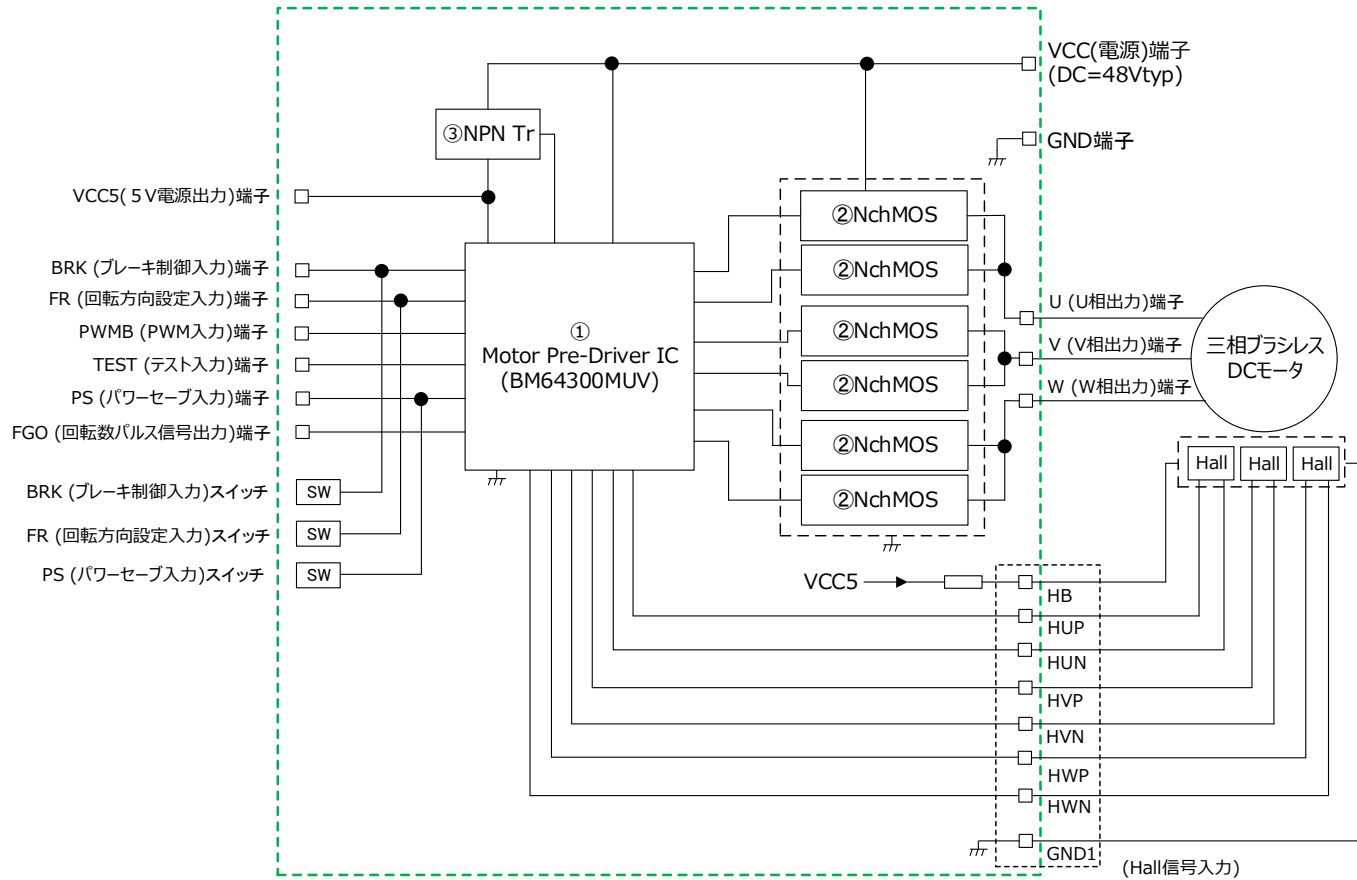 VCC(電源)端子
(DC=48Vtyp)
③NPN Tr
GND端子
VCC5(５V電源出力)端子
②NchMOS
②NchMOS
②NchMOS
②NchMOS
②NchMOS
②NchMOS
BRK (ブレーキ制御入力)端子
FR (回転方向設定入力)端子
PWMB (PWM入力)端子
TEST (テスト入力)端子
PS (パワーセーブ入力)端子
FGO (回転数パルス信号出力)端子
①
Motor Pre-Driver IC
(BM64300MUV)
U (U相出力)端子
V (V相出力)端子
W (W相出力)端子
三相ブラシレス
DCモータ
Hall
Hall
Hall
BRK (ブレーキ制御入力)スイッチ
SW
FR (回転方向設定入力)スイッチ
SW
PS (パワーセーブ入力)スイッチ
SW
VCC5
HB
HUP
HUN
HVP
HVN
HWP
HWN
GND1
(Hall信号入力)